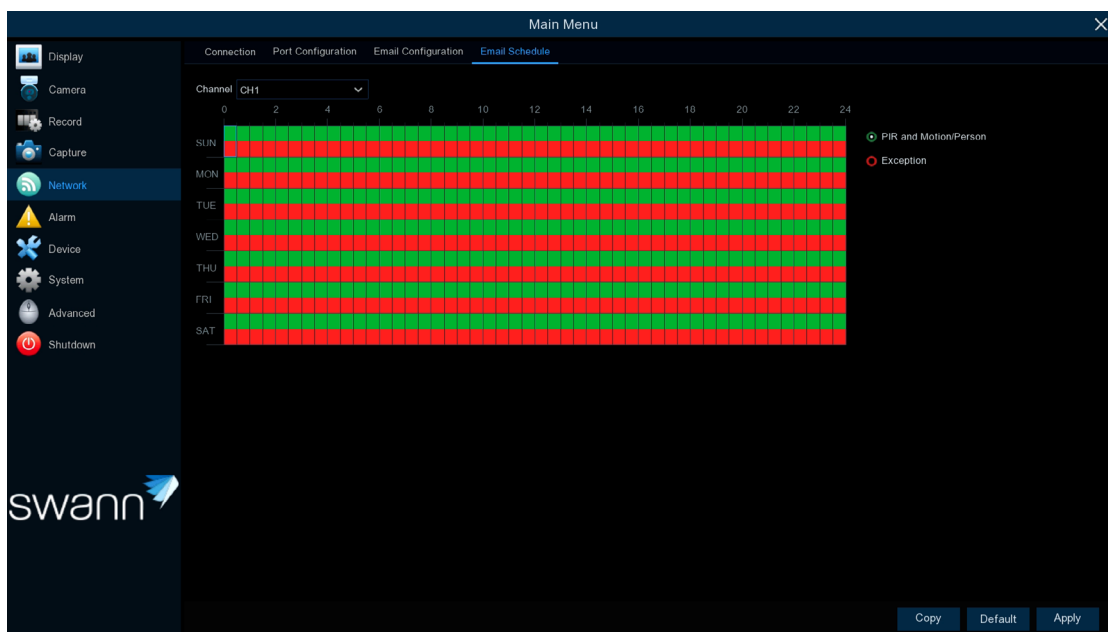 Main Menu
Display
Camera
Record
Capture
Network
Alarm
Device
System
Advanced
Shutdown
swann
Connection Port Configuration Email Configuration Email Schedule
Channel CH1
0 2 4 6 8 10 12 14 16 18 20 22 24
SUN
MON
TUE
WED
THU
FRI
SAT
PIR and Motion/Person
Exception
Copy Default Apply